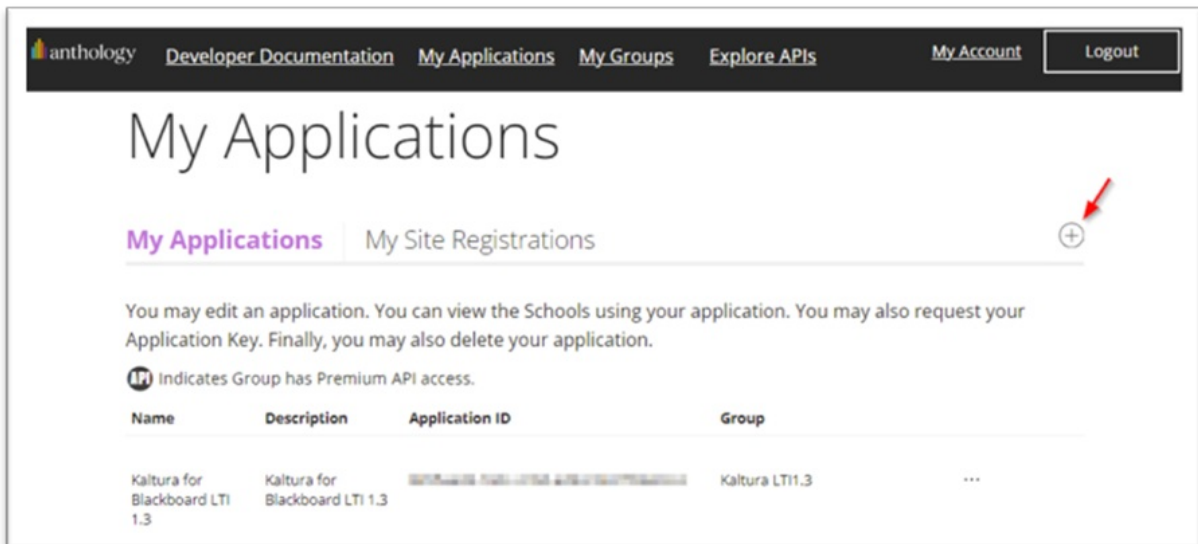 anthology Developer Documentation My Applications My Groups Explore APIs My Account Logout
My Applications
My Applications My Site Registrations
You may edit an application. You can view the Schools using your application. You may also request your
Application Key. Finally, you may also delete your application.
API Indicates Group has Premium API access.
Name Description Application ID Group
Kaltura for Kaltura for Kaltura LTI1.3 ...
Blackboard LTI Blackboard LTI 1.3
1.3